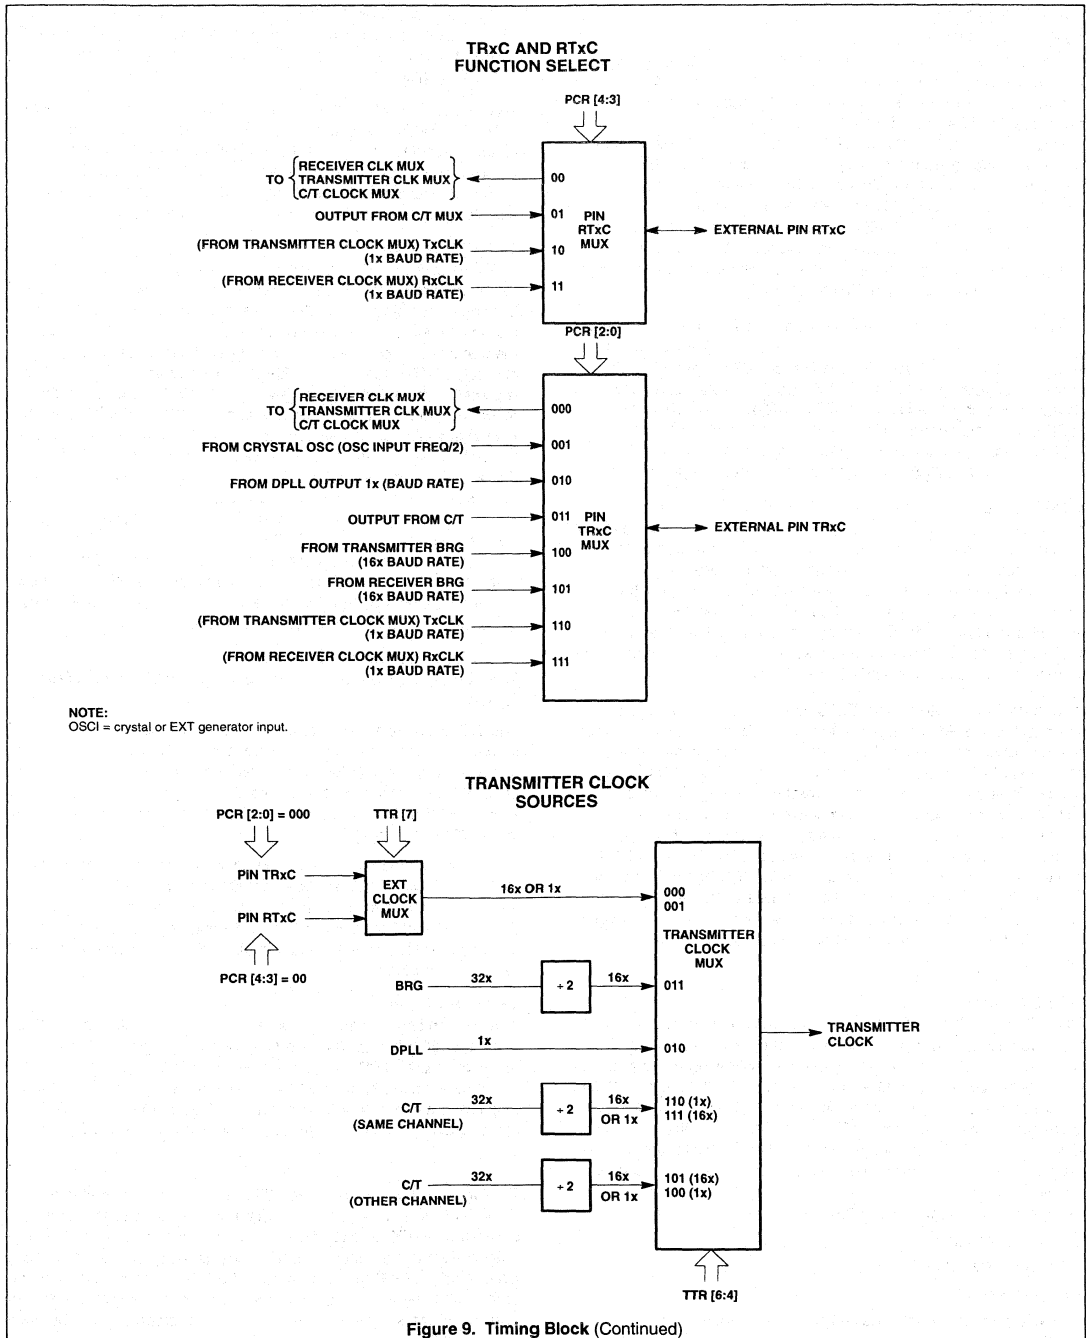 TRxC AND RTxC
FUNCTION SELECT
PCR [4:3]
TO
RECEIVER CLK MUX
TRANSMITTER CLK MUX
C/T CLOCK MUX
00
OUTPUT FROM C/T MUX
01
(FROM TRANSMITTER CLOCK MUX) TxCLK
(1x BAUD RATE)
10
(FROM RECEIVER CLOCK MUX) RxCLK
(1x BAUD RATE)
11
PIN
RTxC
MUX
EXTERNAL PIN RTxC
PCR [2:0]
TO
RECEIVER CLK MUX
TRANSMITTER CLK MUX
C/T CLOCK MUX
000
FROM CRYSTAL OSC (OSC INPUT FREQ/2)
001
FROM DPLL OUTPUT 1x (BAUD RATE)
010
OUTPUT FROM C/T
011
FROM TRANSMITTER BRG
(16x BAUD RATE)
100
FROM RECEIVER BRG
(16x BAUD RATE)
101
(FROM TRANSMITTER CLOCK MUX) TxCLK
(1x BAUD RATE)
110
(FROM RECEIVER CLOCK MUX) RxCLK
(1x BAUD RATE)
111
PIN
TRxC
MUX
EXTERNAL PIN TRxC
NOTE:
OSCI = crystal or EXT generator input.
TRANSMITTER CLOCK
SOURCES
PCR [2:0] = 000
TTR [7]
PIN TRxC
PIN RTxC
PCR [4:3] = 00
EXT
CLOCK
MUX
16x OR 1x
000
001
TRANSMITTER
CLOCK
MUX
BRG
32x
÷ 2
16x
011
DPLL
1x
010
TRANSMITTER
CLOCK
C/T
(SAME CHANNEL)
32x
÷ 2
16x
OR 1x
110 (1x)
111 (16x)
C/T
(OTHER CHANNEL)
32x
÷ 2
16x
OR 1x
101 (16x)
100 (1x)
TTR [6:4]
Figure 9. Timing Block (Continued)